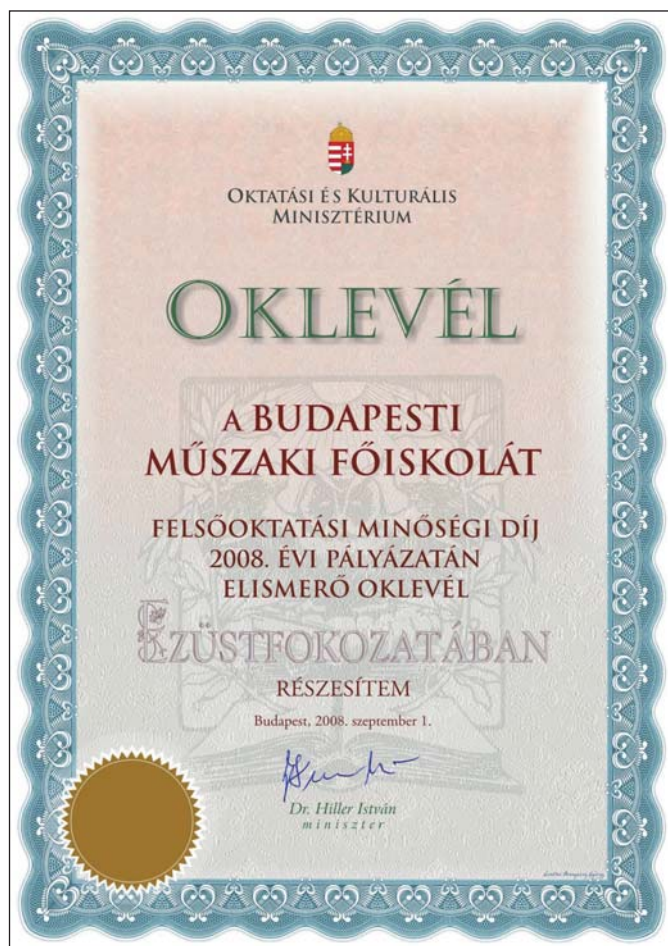 OKTATÁSI ÉS KULTURÁLIS
MINISZTÉRIUM
OKLEVÉL
A BUDAPESTI
MŰSZAKI FŐISKOLÁT
FELSŐOKTATÁSI MINŐSÉGI DÍJ
2008. ÉVI PÁLYÁZATÁN
ELISMERŐ OKLEVÉL
EZÜSTFOKOZATÁBAN
RÉSZESÍTEM
Budapest, 2008. szeptember 1.
Dr. Hiller István
miniszter